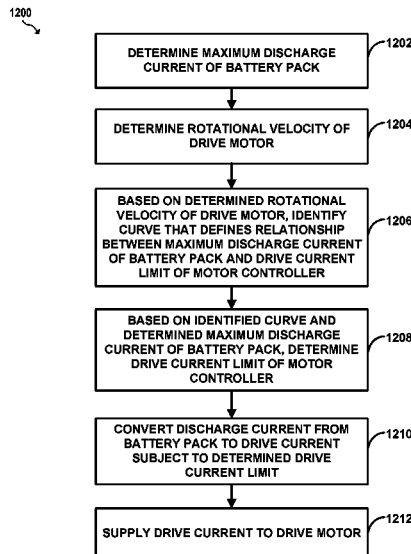 1200
DETERMINE MAXIMUM DISCHARGE
CURRENT OF BATTERY PACK
1202
DETERMINE ROTATIONAL VELOCITY OF
DRIVE MOTOR
1204
BASED ON DETERMINED ROTATIONAL
VELOCITY OF DRIVE MOTOR, IDENTIFY
CURVE THAT DEFINES RELATIONSHIP
BETWEEN MAXIMUM DISCHARGE CURRENT
OF BATTERY PACK AND DRIVE CURRENT
LIMIT OF MOTOR CONTROLLER
1206
BASED ON IDENTIFIED CURVE AND
DETERMINED MAXIMUM DISCHARGE
CURRENT OF BATTERY PACK, DETERMINE
DRIVE CURRENT LIMIT OF MOTOR
CONTROLLER
1208
CONVERT DISCHARGE CURRENT FROM
BATTERY PACK TO DRIVE CURRENT
SUBJECT TO DETERMINED DRIVE
CURRENT LIMIT
1210
SUPPLY DRIVE CURRENT TO DRIVE MOTOR
1212